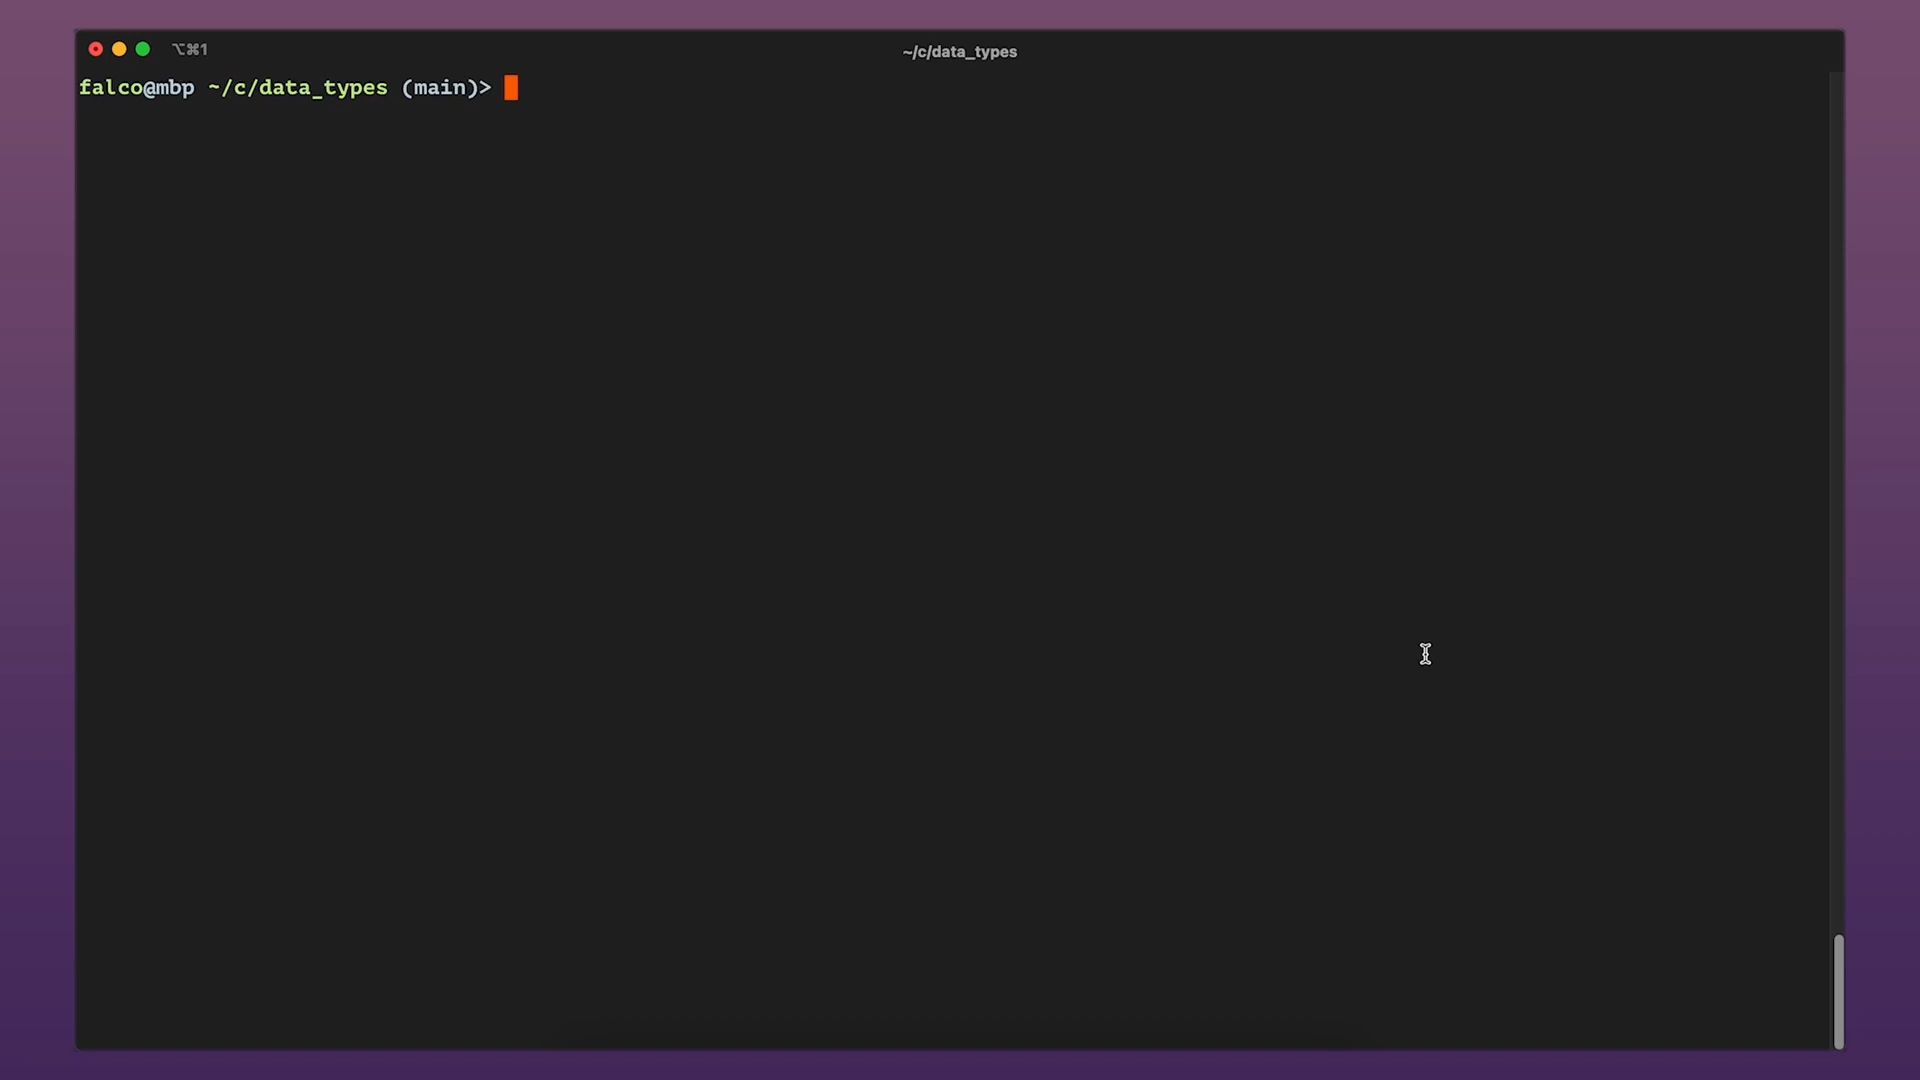 ⌥⌘1
~/c/data_types
falco@mbp ~/c/data_types (main)>